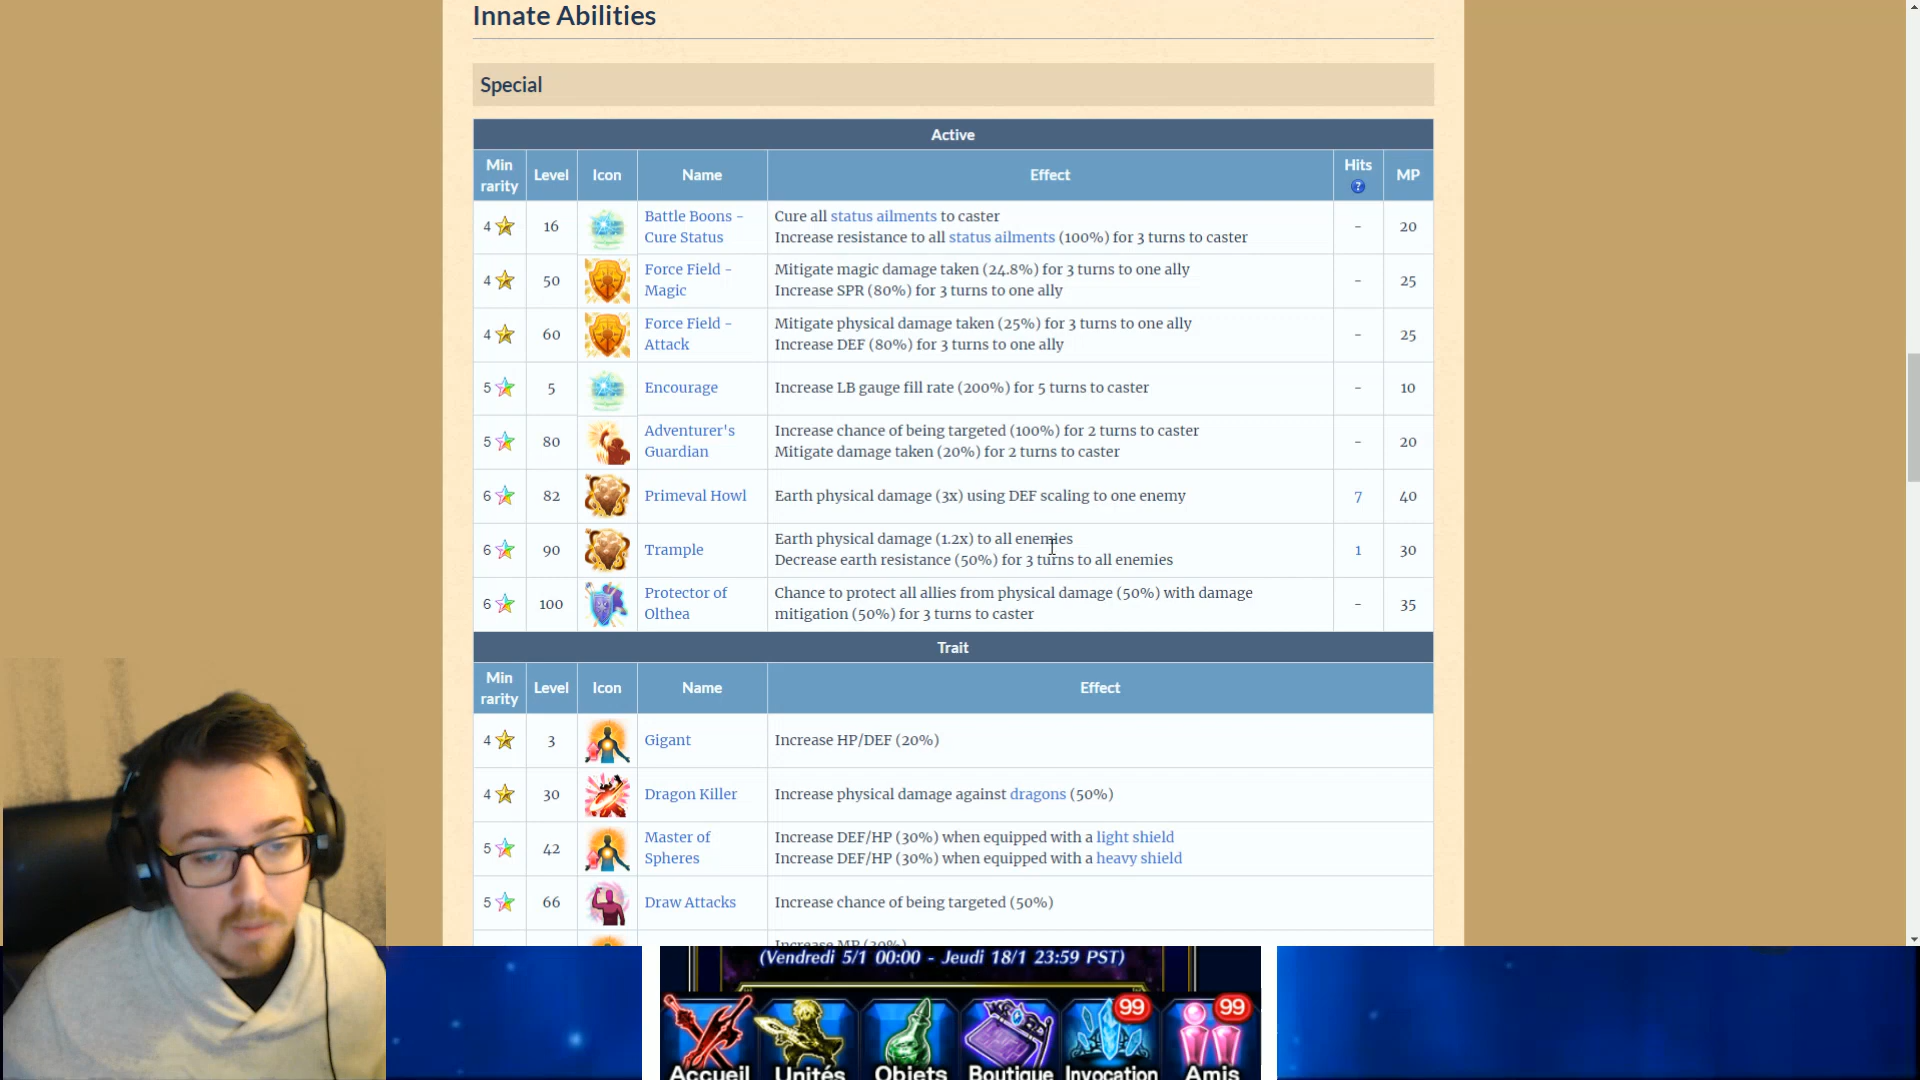 Innate Abilities
Special
Active
Min rarity Level Icon Name Effect Hits ? MP
4 16 Battle Boons - Cure Status Cure all status ailments to caster - 20
Increase resistance to all status ailments (100%) for 3 turns to caster
4 50 Force Field - Magic Mitigate magic damage taken (24.8%) for 3 turns to one ally - 25
Increase SPR (80%) for 3 turns to one ally
4 60 Force Field - Attack Mitigate physical damage taken (25%) for 3 turns to one ally - 25
Increase DEF (80%) for 3 turns to one ally
5 5 Encourage Increase LB gauge fill rate (200%) for 5 turns to caster - 10
5 80 Adventurer's Guardian Increase chance of being targeted (100%) for 2 turns to caster - 20
Mitigate damage taken (20%) for 2 turns to caster
6 82 Primeval Howl Earth physical damage (3x) using DEF scaling to one enemy 7 40
6 90 Trample Earth physical damage (1.2x) to all enemies 1 30
Decrease earth resistance (50%) for 3 turns to all enemies
6 100 Protector of Olthea Chance to protect all allies from physical damage (50%) with damage - 35
mitigation (50%) for 3 turns to caster
Trait
Min rarity Level Icon Name Effect
4 3 Gigant Increase HP/DEF (20%)
4 30 Dragon Killer Increase physical damage against dragons (50%)
5 42 Master of Spheres Increase DEF/HP (30%) when equipped with a light shield
Increase DEF/HP (30%) when equipped with a heavy shield
5 66 Draw Attacks Increase chance of being targeted (50%)
Increase MP (20%)
(Vendredi 5/1 00:00 - Jeudi 18/1 23:59 PST)
99 99
Accueil Unités Objets Boutique Invocation Amis